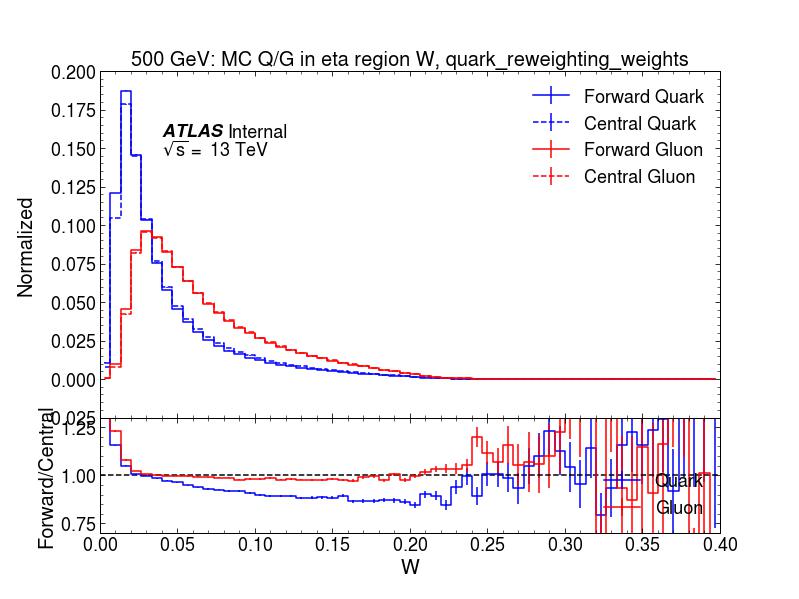 500 GeV: MC Q/G in eta region W, quark_reweighting_weights
0.200
0.175
0.150
0.125
0.100
0.075
0.050
0.025
0.000
0.025
Normalized
ATLAS Internal
√s = 13 TeV
Forward Quark
Central Quark
Forward Gluon
Central Gluon
1.25
1.00
0.75
Forward/Central
Quark
Gluon
0.00 0.05 0.10 0.15 0.20 0.25 0.30 0.35 0.40
W